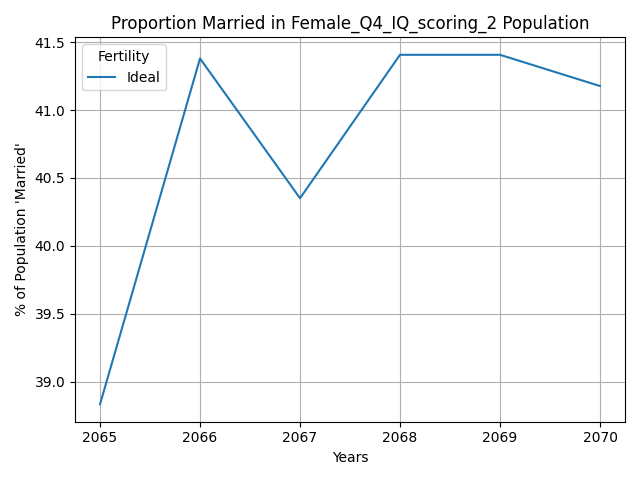 Proportion Married in Female_Q4_IQ_scoring_2 Population
Fertility
Ideal
% of Population 'Married'
41.5
41.0
40.5
40.0
39.5
39.0
2065 2066 2067 2068 2069 2070
Years